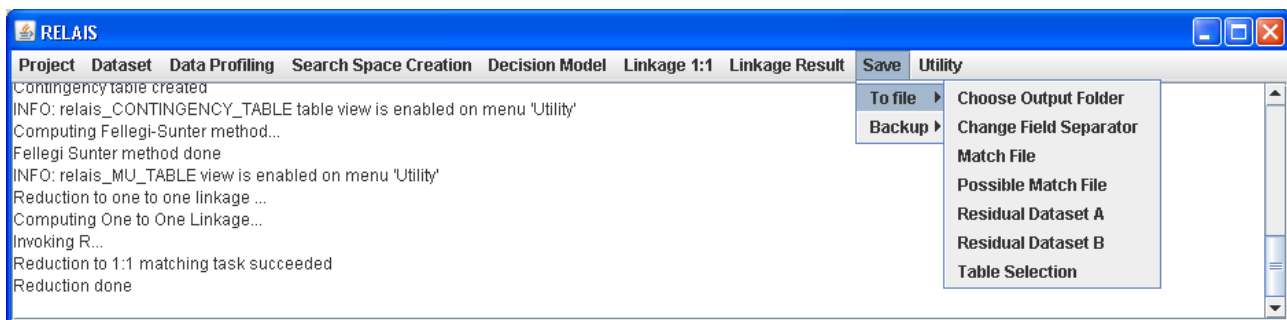 RELAIS
Project Dataset Data Profiling Search Space Creation Decision Model Linkage 1:1 Linkage Result Save Utility
Contingency table created
INFO: relais_CONTINGENCY_TABLE table view is enabled on menu 'Utility'
Computing Fellegi-Sunter method...
Fellegi Sunter method done
INFO: relais_MU_TABLE view is enabled on menu 'Utility'
Reduction to one to one linkage ...
Computing One to One Linkage...
Invoking R...
Reduction to 1:1 matching task succeeded
Reduction done
To file
Backup
Choose Output Folder
Change Field Separator
Match File
Possible Match File
Residual Dataset A
Residual Dataset B
Table Selection